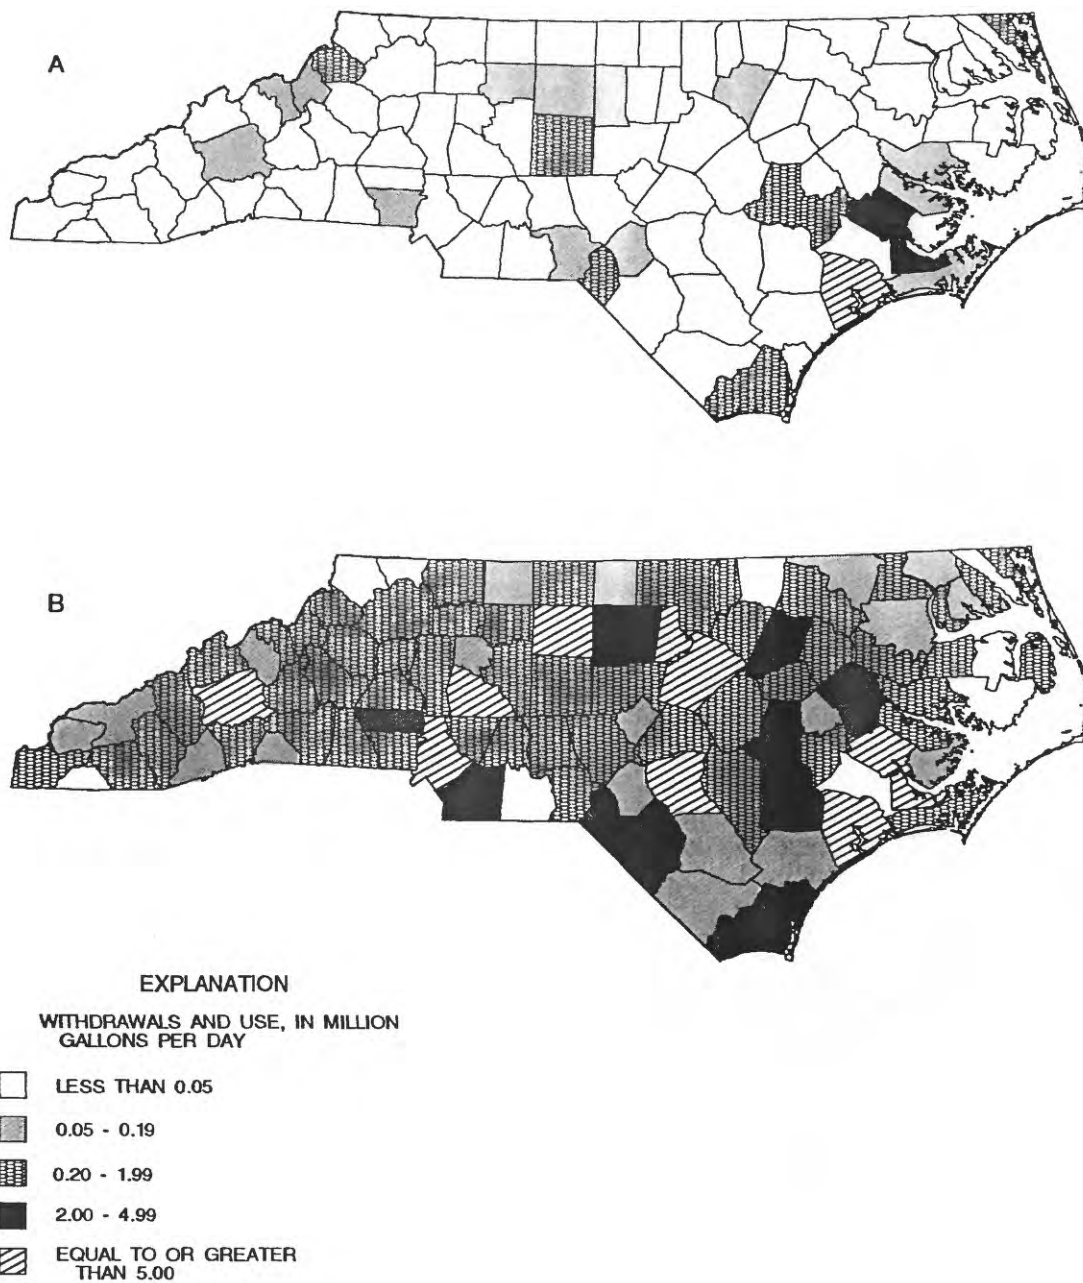 A
B
EXPLANATION
WITHDRAWALS AND USE, IN MILLION
GALLONS PER DAY
LESS THAN 0.05
0.05 - 0.19
0.20 - 1.99
2.00 - 4.99
EQUAL TO OR GREATER
THAN 5.00